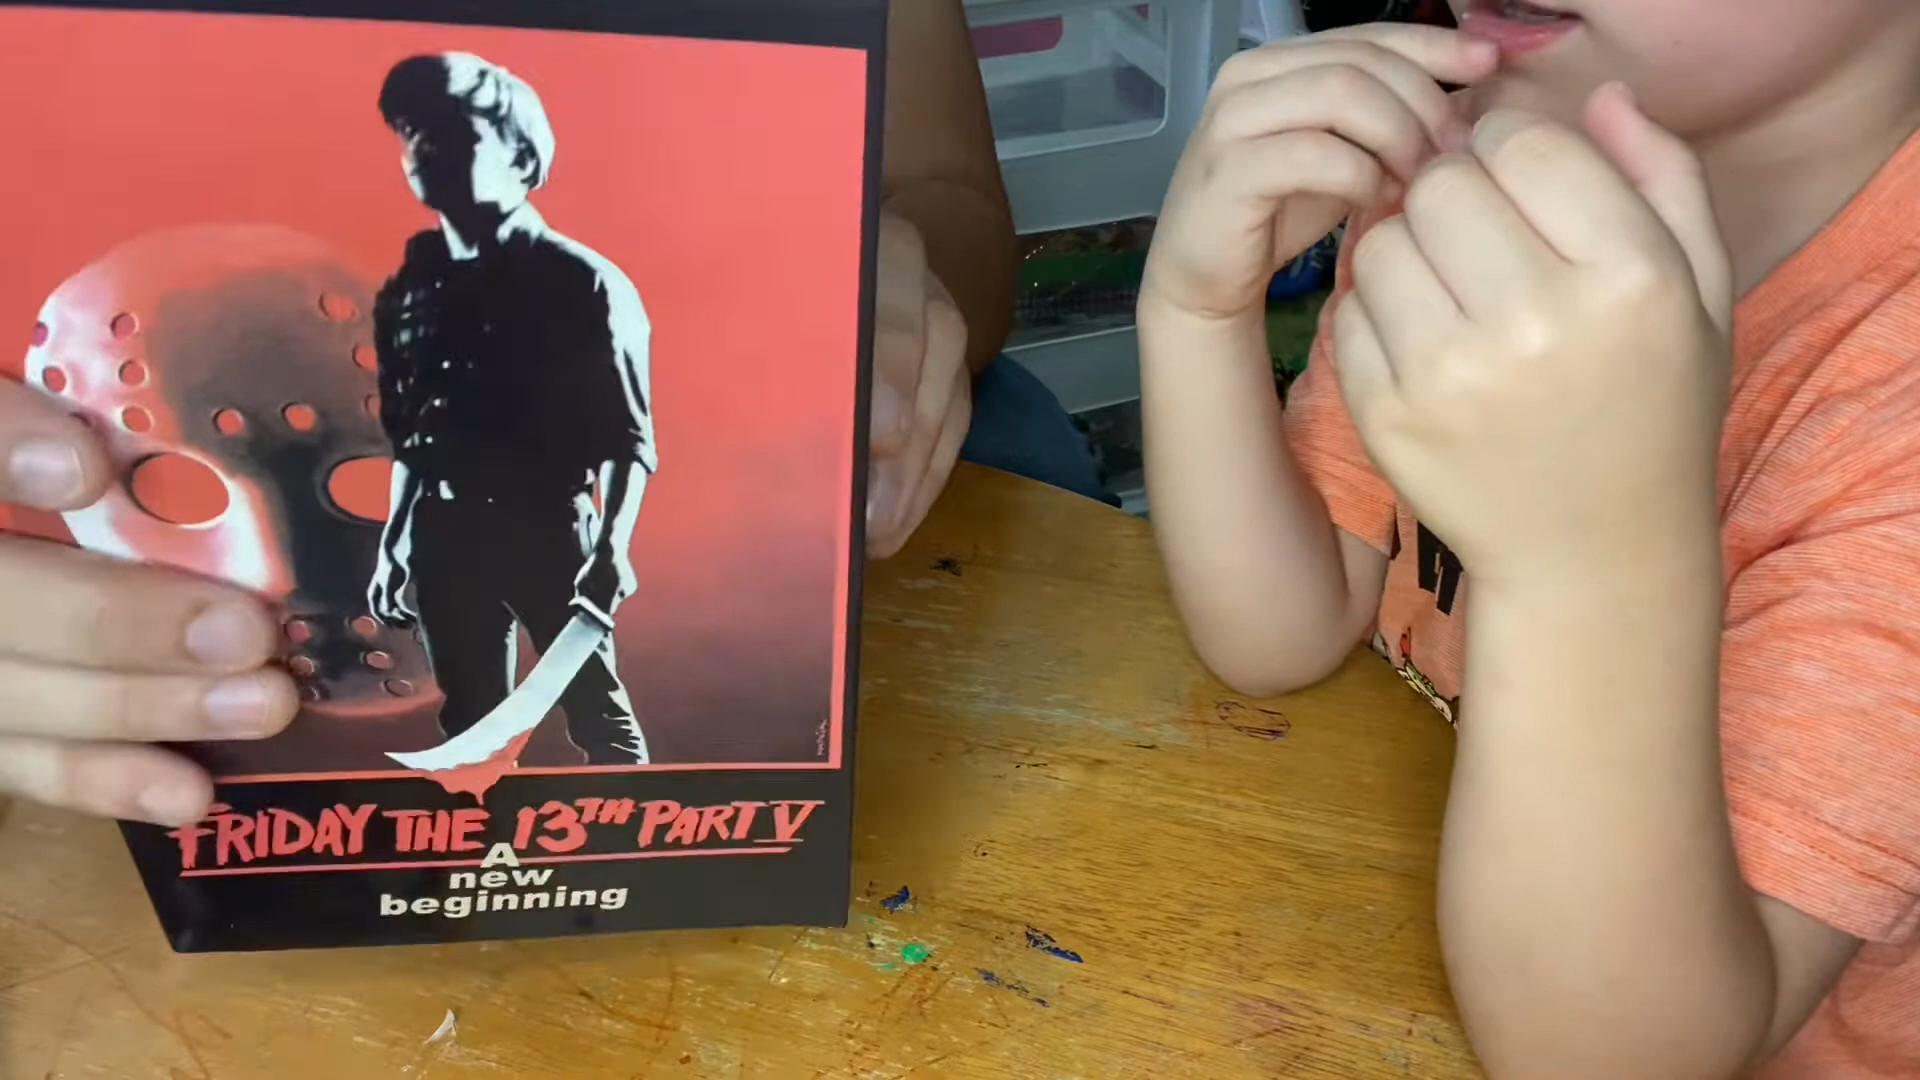 FRIDAY THE 13TH PART V
A
new
beginning